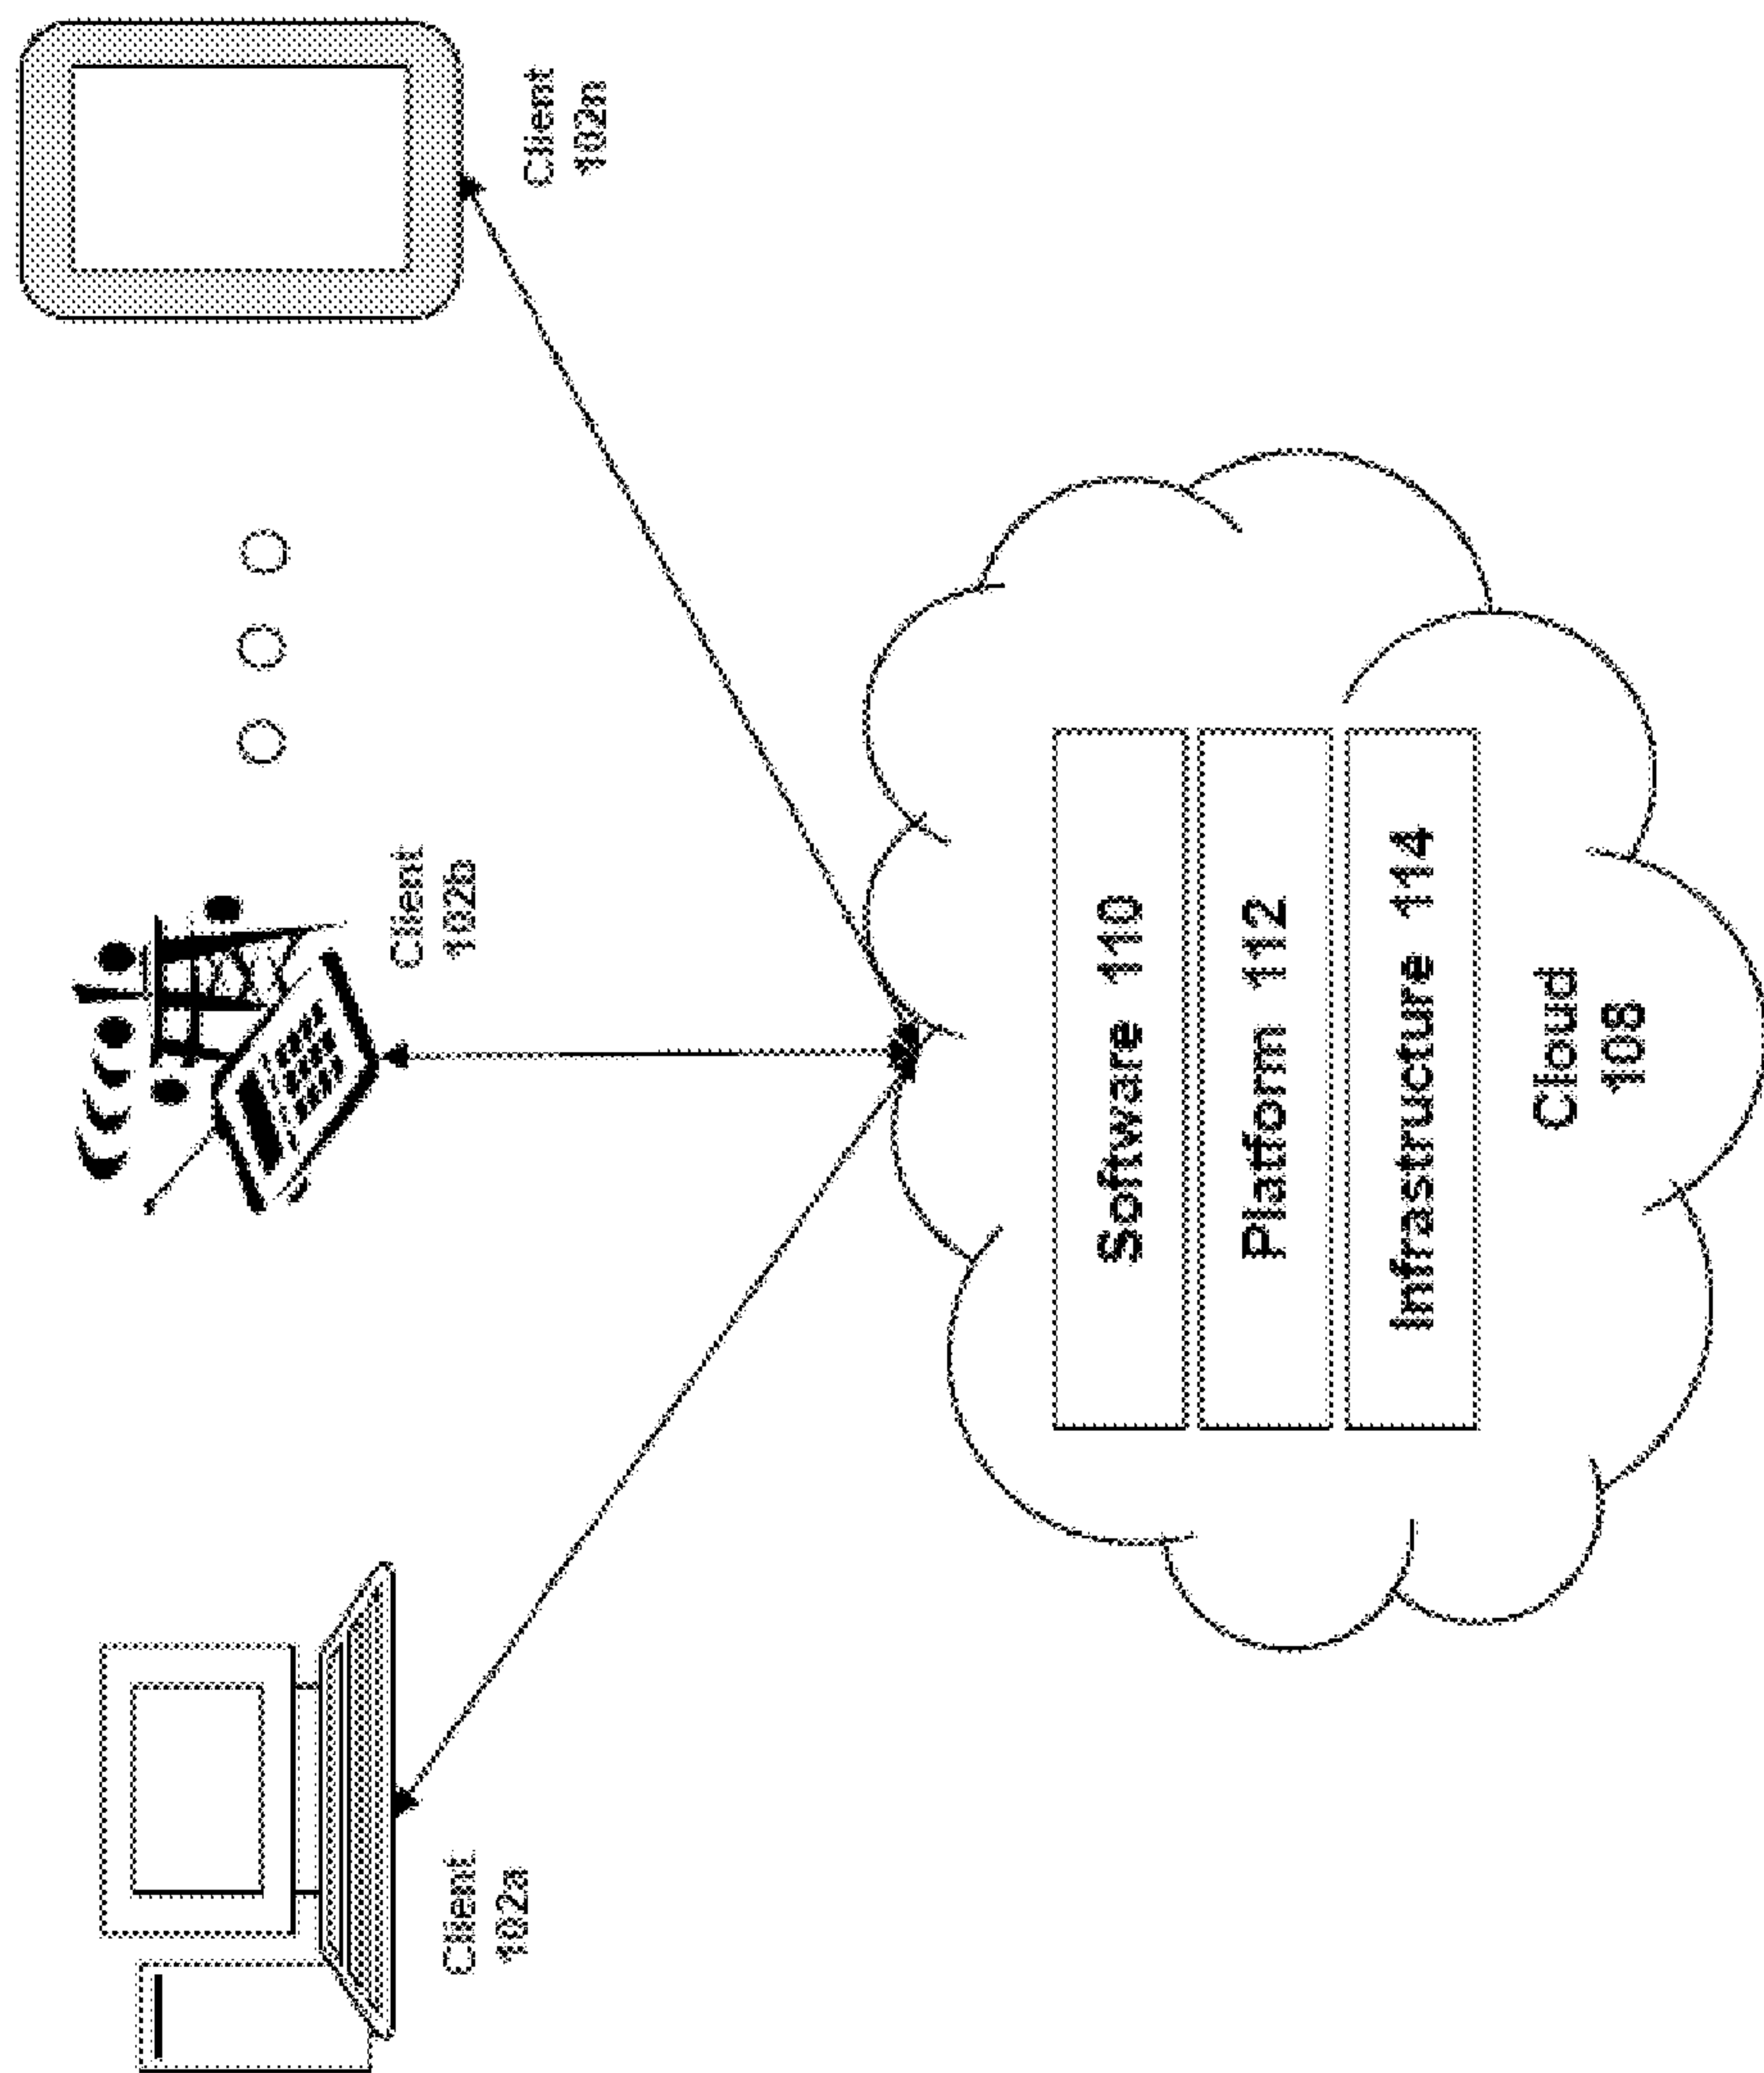 Client
102a
Client
102b
Client
102n
Software 110
Platform 112
Infrastructure 114
Cloud
108